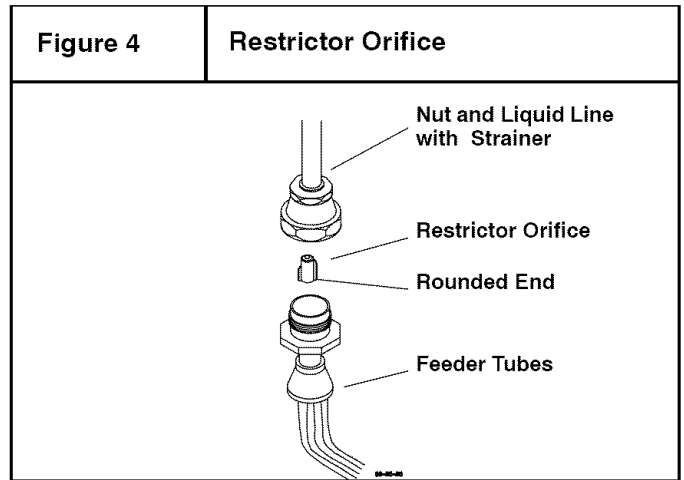 Figure 4
Restrictor Orifice
Nut and Liquid Line
with Strainer
Restrictor Orifice
Rounded End
Feeder Tubes